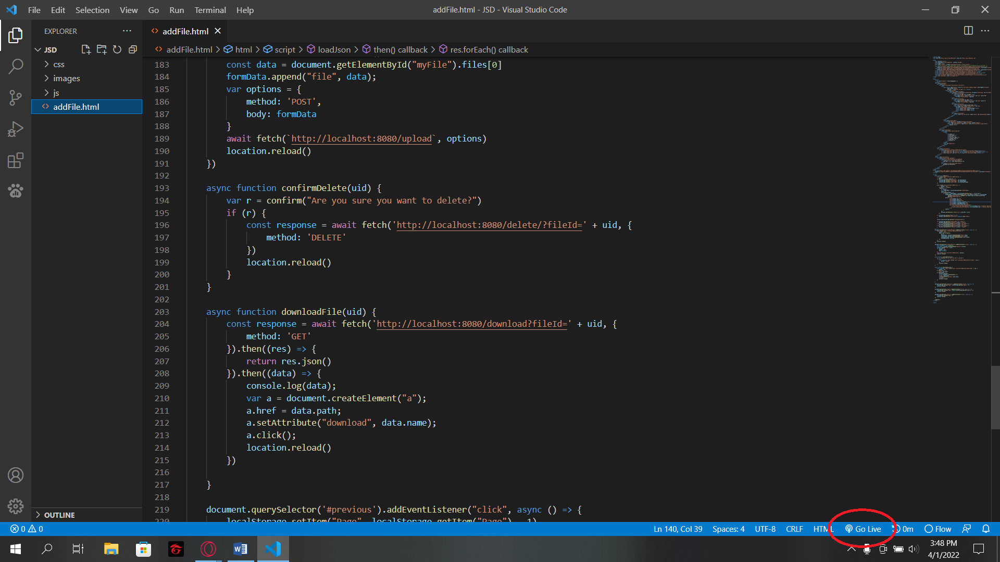 File Edit Selection View Go Run Terminal Help
addFile.html - JSD - Visual Studio Code
EXPLORER
JSD
css
images
js
addFile.html
OUTLINE
addFile.html
addFile.html > html > script > loadJson > then() callback > res.forEach() callback
183 const data = document.getElementById("myFile").files[0]
184 formData.append("file", data);
185 var options = {
186 method: 'POST',
187 body: formData
188 }
189 await fetch(`http://localhost:8080/upload`, options)
190 location.reload()
191 })
192
193 async function confirmDelete(uid) {
194 var r = confirm("Are you sure you want to delete?")
195 if (r) {
196 const response = await fetch('http://localhost:8080/delete/?fileId=' + uid, {
197 method: 'DELETE'
198 })
199 location.reload()
200 }
201 }
202
203 async function downloadFile(uid) {
204 const response = await fetch('http://localhost:8080/download?fileId=' + uid, {
205 method: 'GET'
206 }).then((res) => {
207 return res.json()
208 }).then((data) => {
209 console.log(data);
210 var a = document.createElement("a");
211 a.href = data.path;
212 a.setAttribute("download", data.name);
213 a.click();
214 location.reload()
215 })
216
217 }
218
219 document.querySelector('#previous').addEventListener("click", async () => {
220 localStorage.setItem("Page", localStorage.getItem("Page") - 1)
0 0
Ln 140, Col 39 Spaces: 4 UTF-8 CRLF HTML Go Live 0m Flow
3:48 PM
4/1/2022